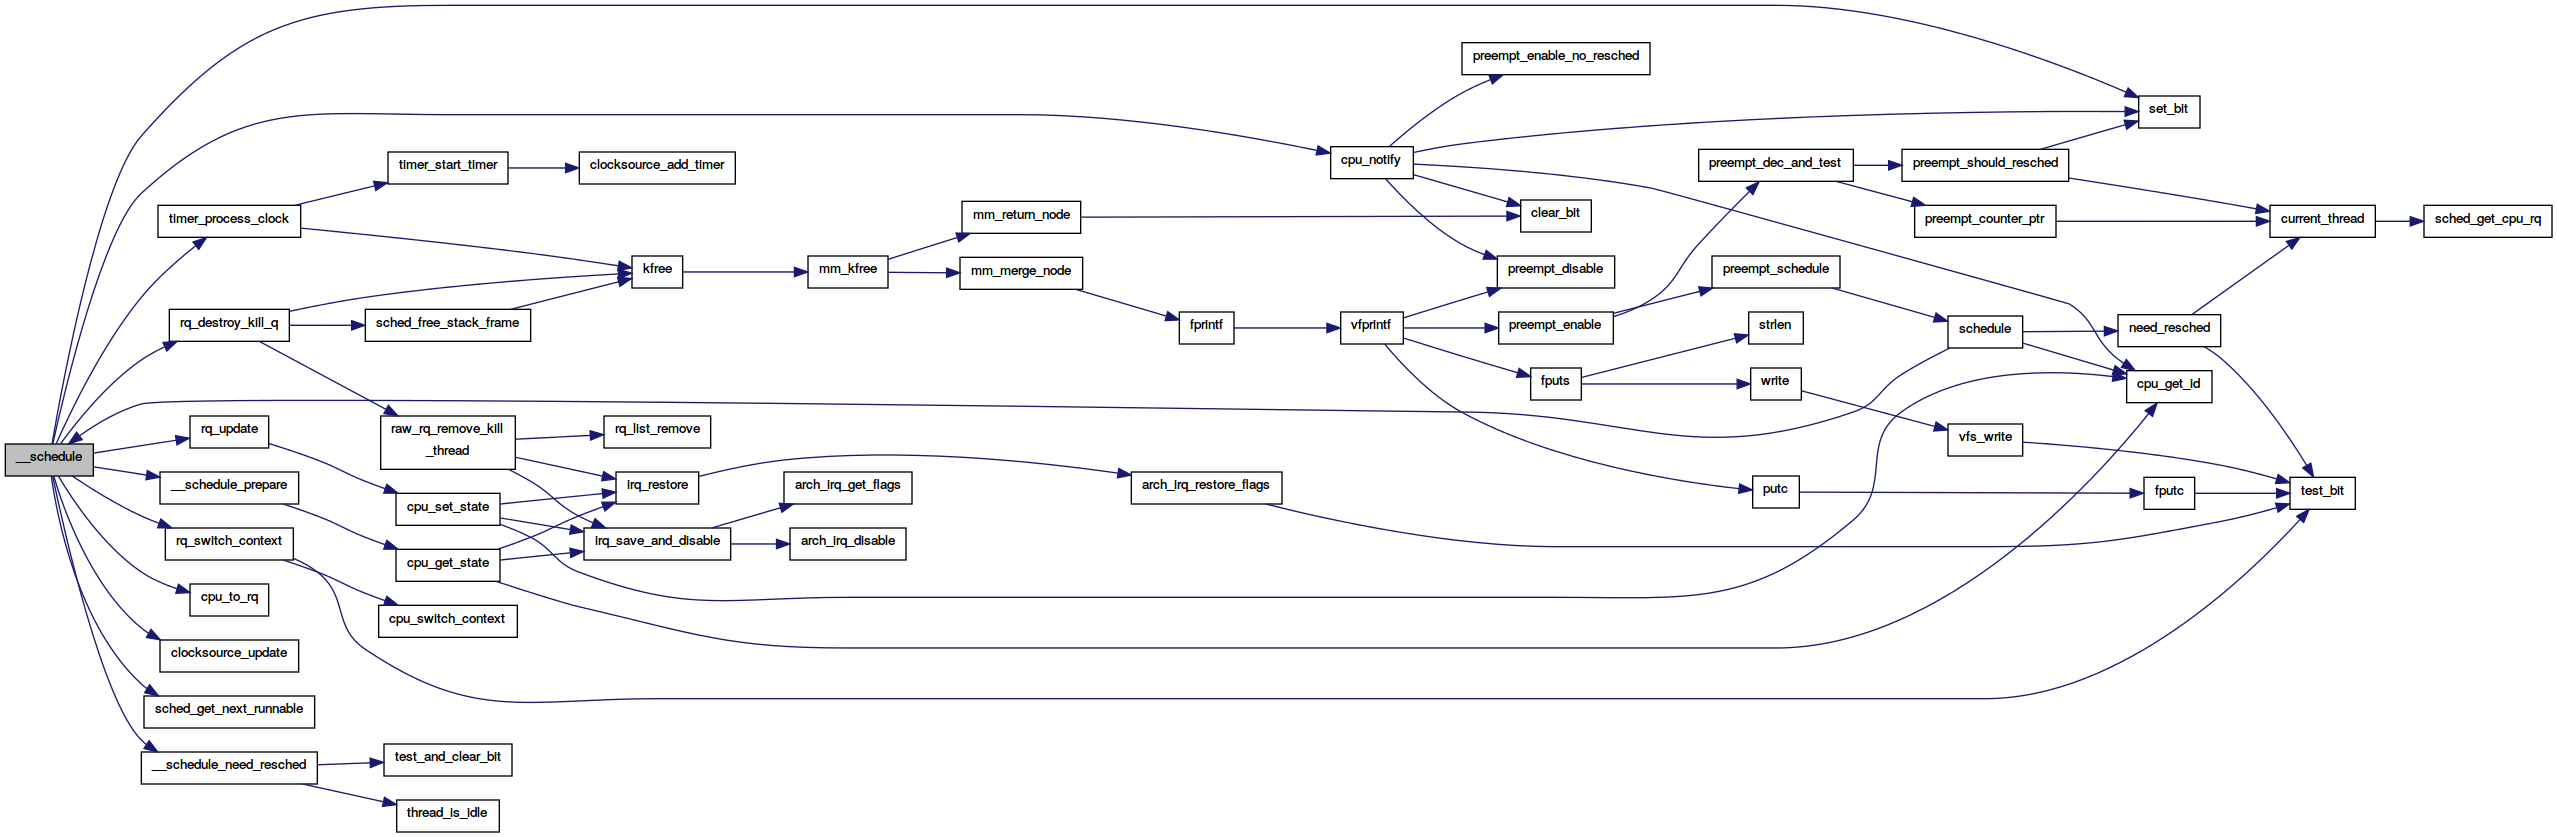 preempt_enable_no_resched
set_bit
timer_start_timer
clocksource_add_timer
cpu_notify
preempt_dec_and_test
preempt_should_resched
timer_process_clock
mm_return_node
clear_bit
preempt_counter_ptr
current_thread
sched_get_cpu_rq
kfree
mm_kfree
mm_merge_node
preempt_disable
preempt_schedule
rq_destroy_kill_q
sched_free_stack_frame
fprintf
vfprintf
preempt_enable
strlen
schedule
need_resched
fputs
write
cpu_get_id
rq_update
raw_rq_remove_kill
_thread
rq_list_remove
vfs_write
__schedule
__schedule_prepare
cpu_set_state
irq_restore
arch_irq_get_flags
arch_irq_restore_flags
putc
fputc
test_bit
rq_switch_context
cpu_get_state
irq_save_and_disable
arch_irq_disable
cpu_to_rq
cpu_switch_context
clocksource_update
sched_get_next_runnable
__schedule_need_resched
test_and_clear_bit
thread_is_idle